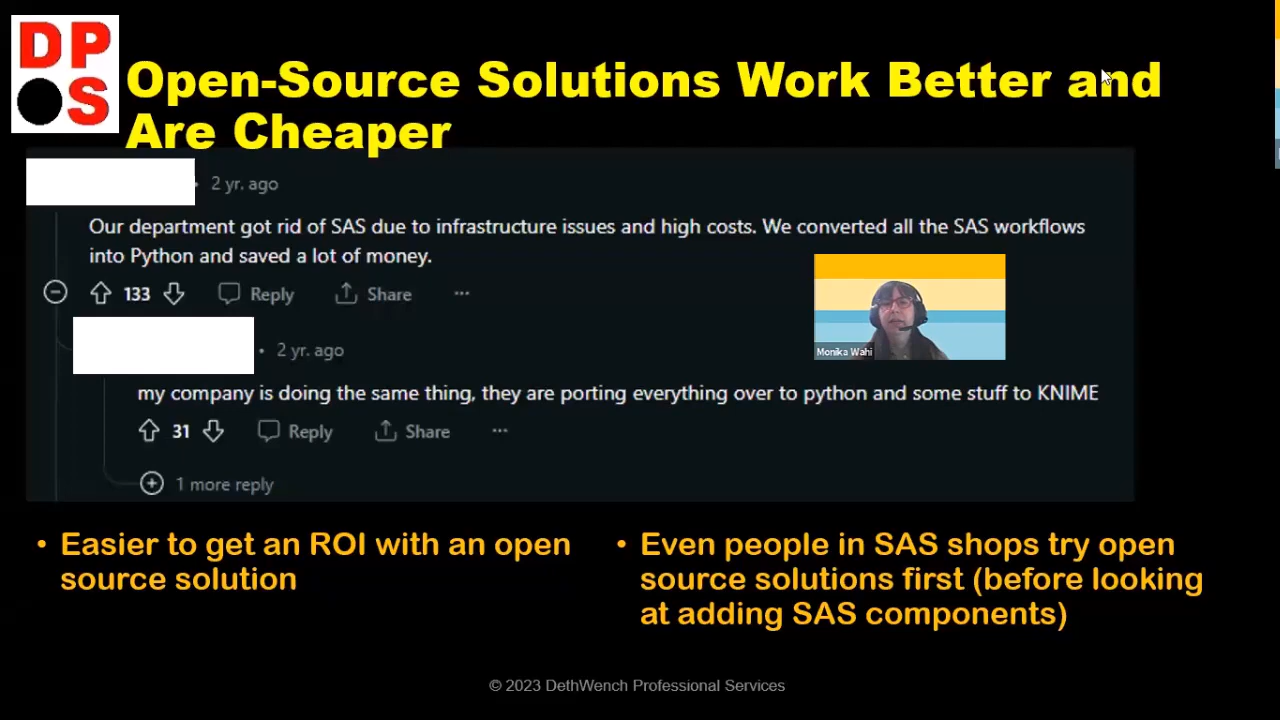 DP
S
Open-Source Solutions Work Better and
Are Cheaper
• 2 yr. ago
Our department got rid of SAS due to infrastructure issues and high costs. We converted all the SAS workflows
into Python and saved a lot of money.
133 Reply Share ...
• 2 yr. ago
Monika Wahi
my company is doing the same thing, they are porting everything over to python and some stuff to KNIME
31 Reply Share ...
1 more reply
• Easier to get an ROI with an open
source solution
• Even people in SAS shops try open
source solutions first (before looking
at adding SAS components)
© 2023 DethWench Professional Services